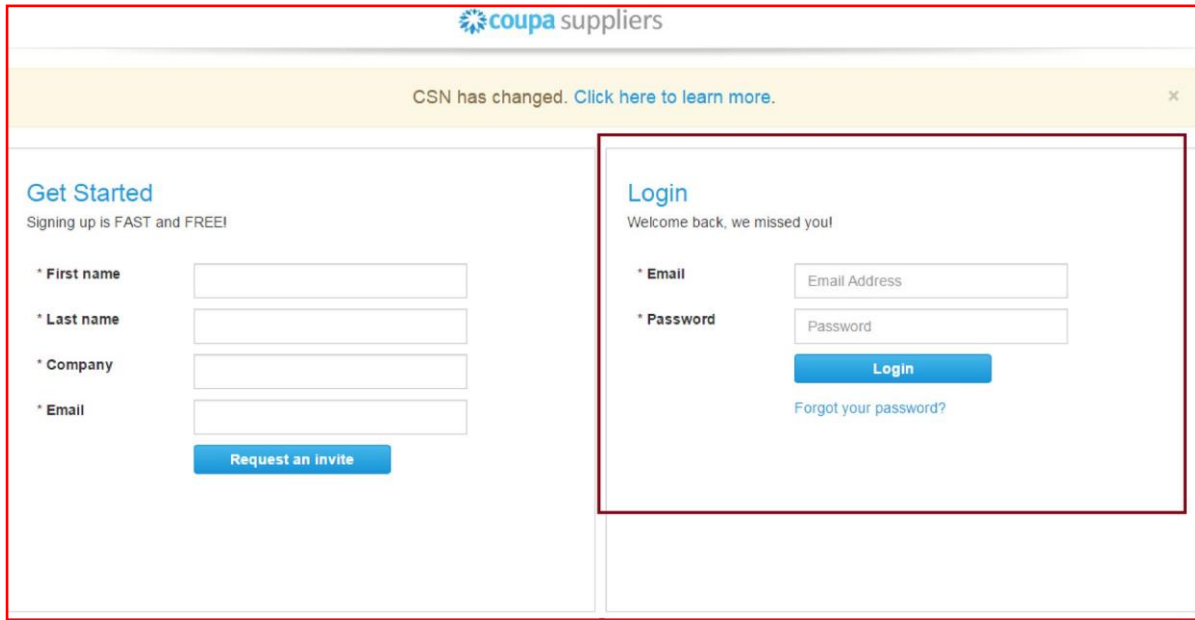 coupa suppliers
CSN has changed. Click here to learn more. ×
Get Started
Signing up is FAST and FREE!
* First name
* Last name
* Company
* Email
Request an invite
Login
Welcome back, we missed you!
* Email Email Address
* Password Password
Login
Forgot your password?